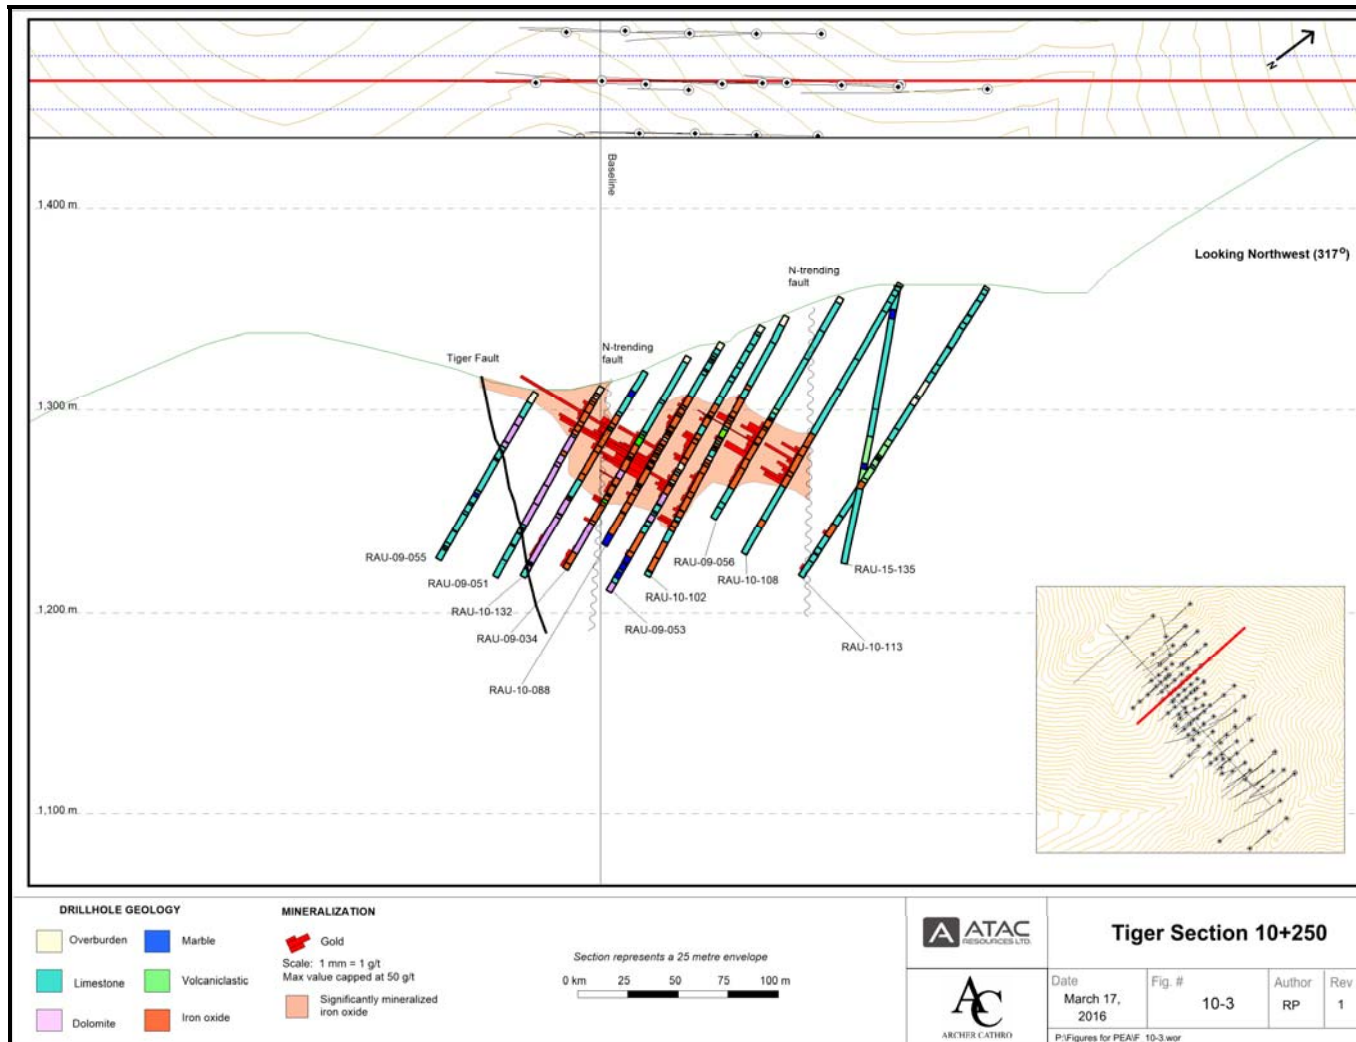 N
Baseline
1,400 m
Looking Northwest (317°)
N-trending
fault
Tiger Fault
N-trending
fault
1,300 m
RAU-09-055
RAU-09-051
RAU-10-132
RAU-09-034
RAU-10-088
RAU-09-053
RAU-10-102
RAU-09-056
RAU-10-108
RAU-15-135
RAU-10-113
1,200 m
1,100 m
DRILLHOLE GEOLOGY
Overburden
Marble
Limestone
Volcaniclastic
Dolomite
Iron oxide
MINERALIZATION
Gold
Scale: 1 mm = 1 g/t
Max value capped at 50 g/t
Significantly mineralized
iron oxide
Section represents a 25 metre envelope
0 km 25 50 75 100 m
ATAC
RESOURCES LTD.
Tiger Section 10+250
AC
ARCHER CATHRO
Date
March 17,
2016
Fig. #
10-3
Author
RP
Rev
1
P:\Figures for PEA\F_10-3.wor